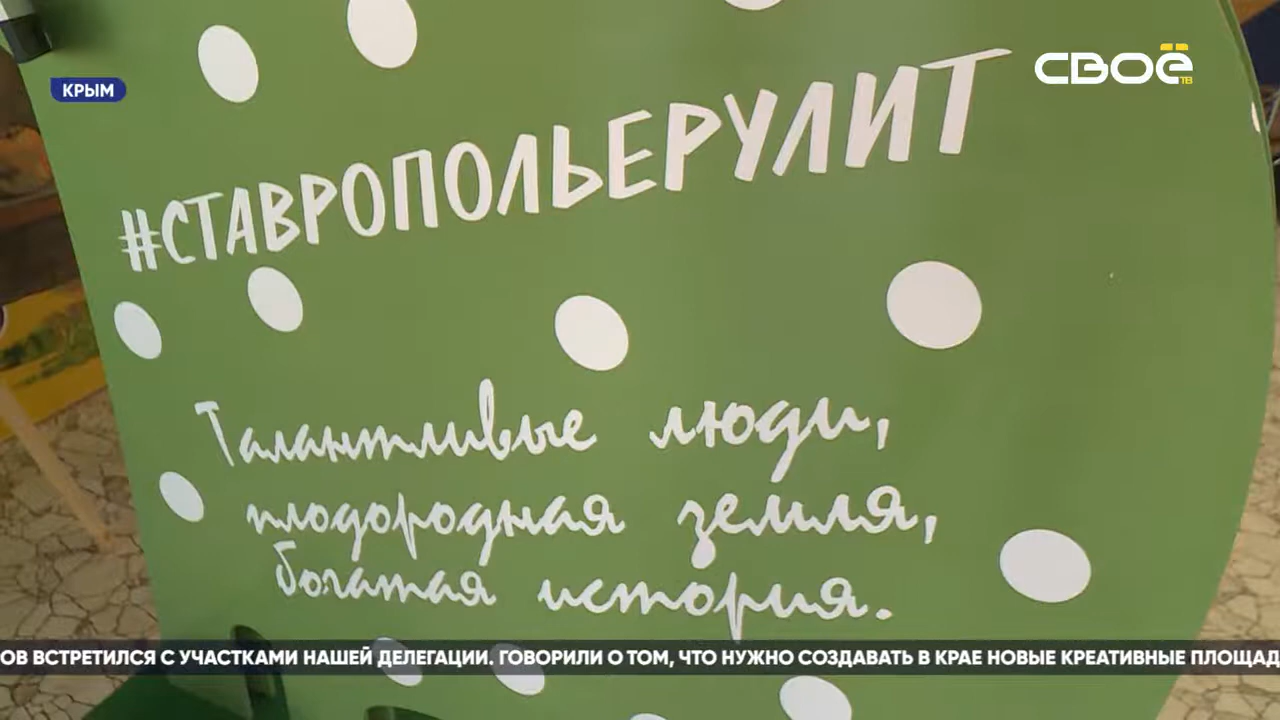 КРЫМ
СВОЁ
ТВ
#СТАВРОПОЛЬЕРУЛИТ
Талантливые люди,
плодородная земля,
богатая история.
ОВ ВСТРЕТИЛСЯ С УЧАСТКАМИ НАШЕЙ ДЕЛЕГАЦИИ. ГОВОРИЛИ О ТОМ, ЧТО НУЖНО СОЗДАВАТЬ В КРАЕ НОВЫЕ КРЕАТИВНЫЕ ПЛОЩАД